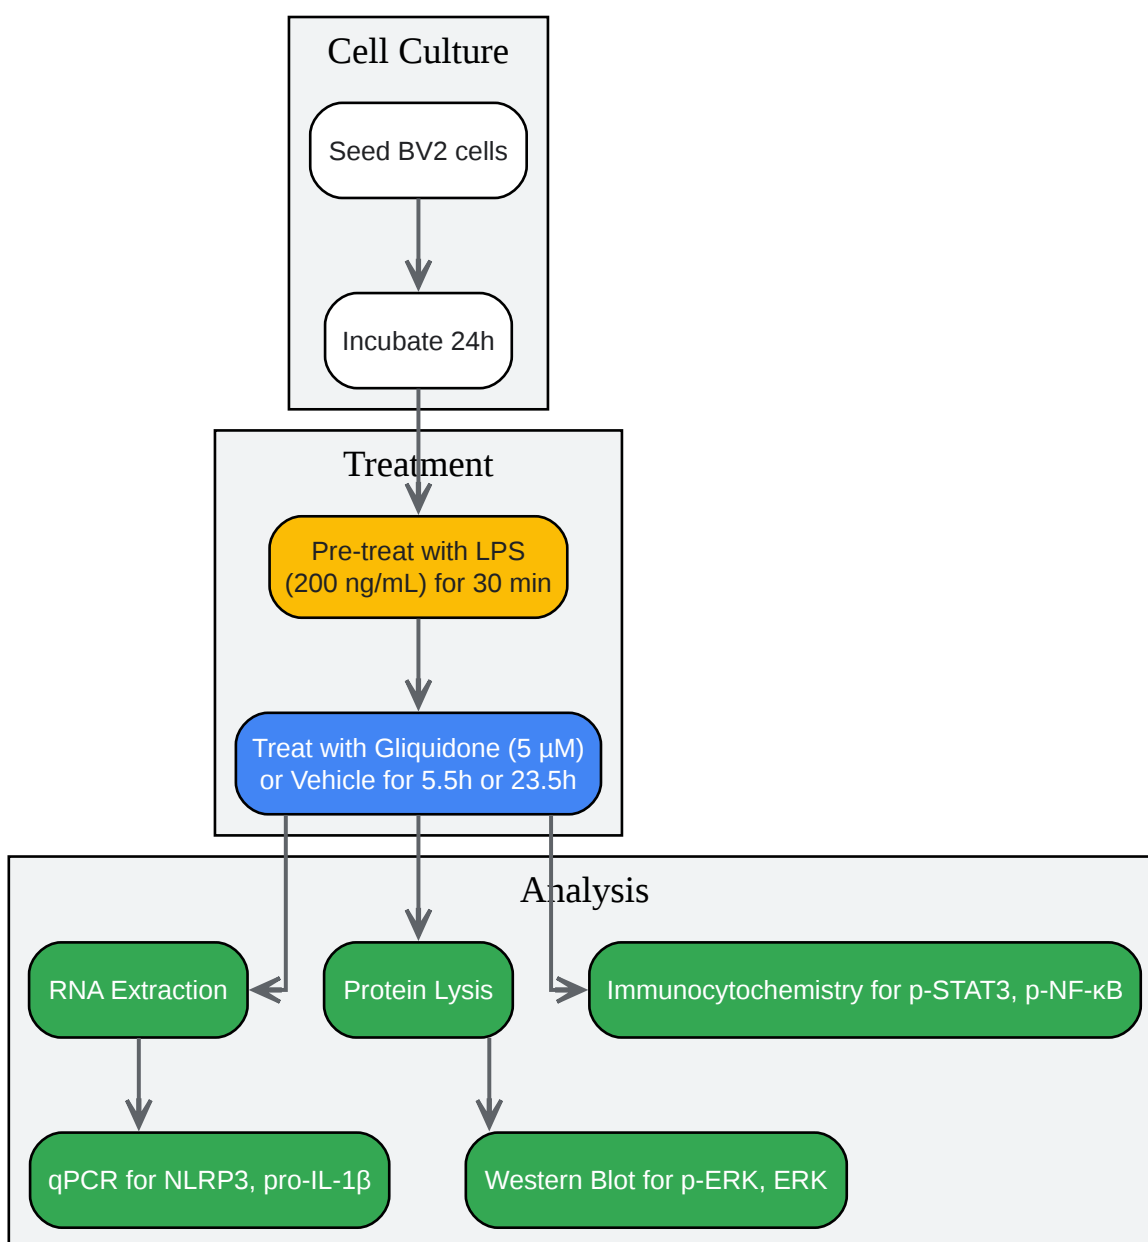 Cell Culture
Seed BV2 cells
Incubate 24h
Treatment
Pre-treat with LPS
(200 ng/mL) for 30 min
Treat with Gliquidone (5 µM)
or Vehicle for 5.5h or 23.5h
Analysis
RNA Extraction
Protein Lysis
Immunocytochemistry for p-STAT3, p-NF-κB
qPCR for NLRP3, pro-IL-1β
Western Blot for p-ERK, ERK